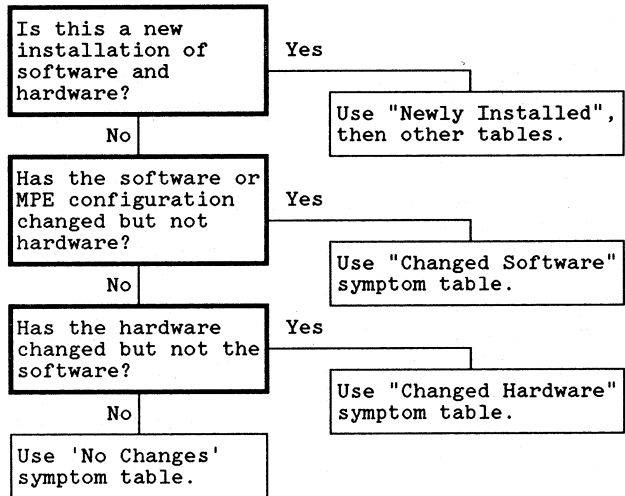 Is this a new
installation of
software and
hardware?
Yes
Use "Newly Installed",
then other tables.
No
Has the software or
MPE configuration
changed but not
hardware?
Yes
Use "Changed Software"
symptom table.
No
Has the hardware
changed but not the
software?
Yes
Use "Changed Hardware"
symptom table.
No
Use 'No Changes'
symptom table.